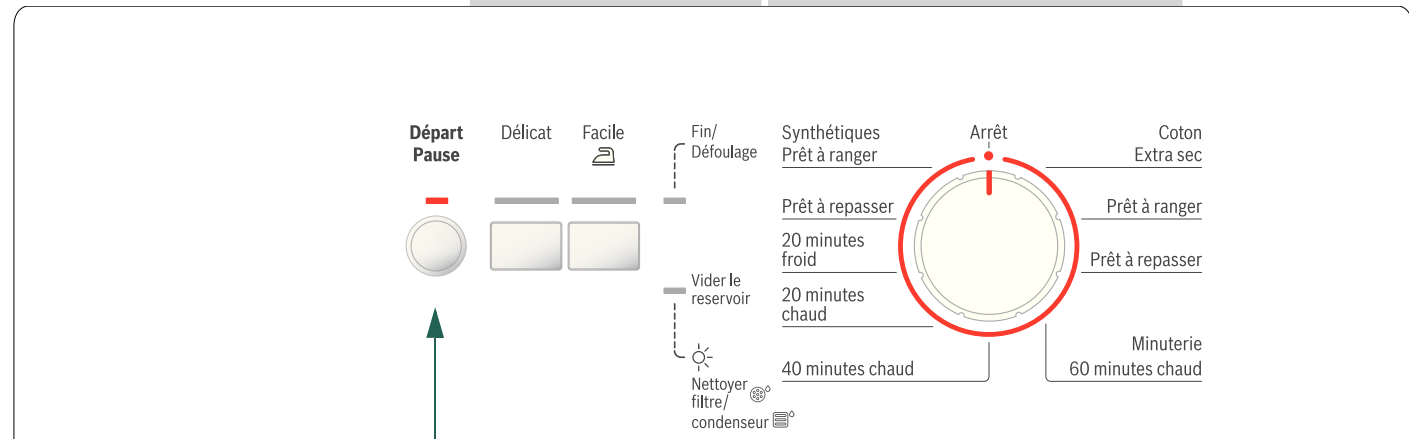 Départ
Pause
Délicat
Facile
Fin/
Défoulage
Vider le
reservoir
Nettoyer
filtre/
condenseur
Synthétiques
Prêt à ranger
Prêt à repasser
20 minutes
froid
20 minutes
chaud
40 minutes chaud
Arrêt
Coton
Extra sec
Prêt à ranger
Prêt à repasser
Minuterie
60 minutes chaud